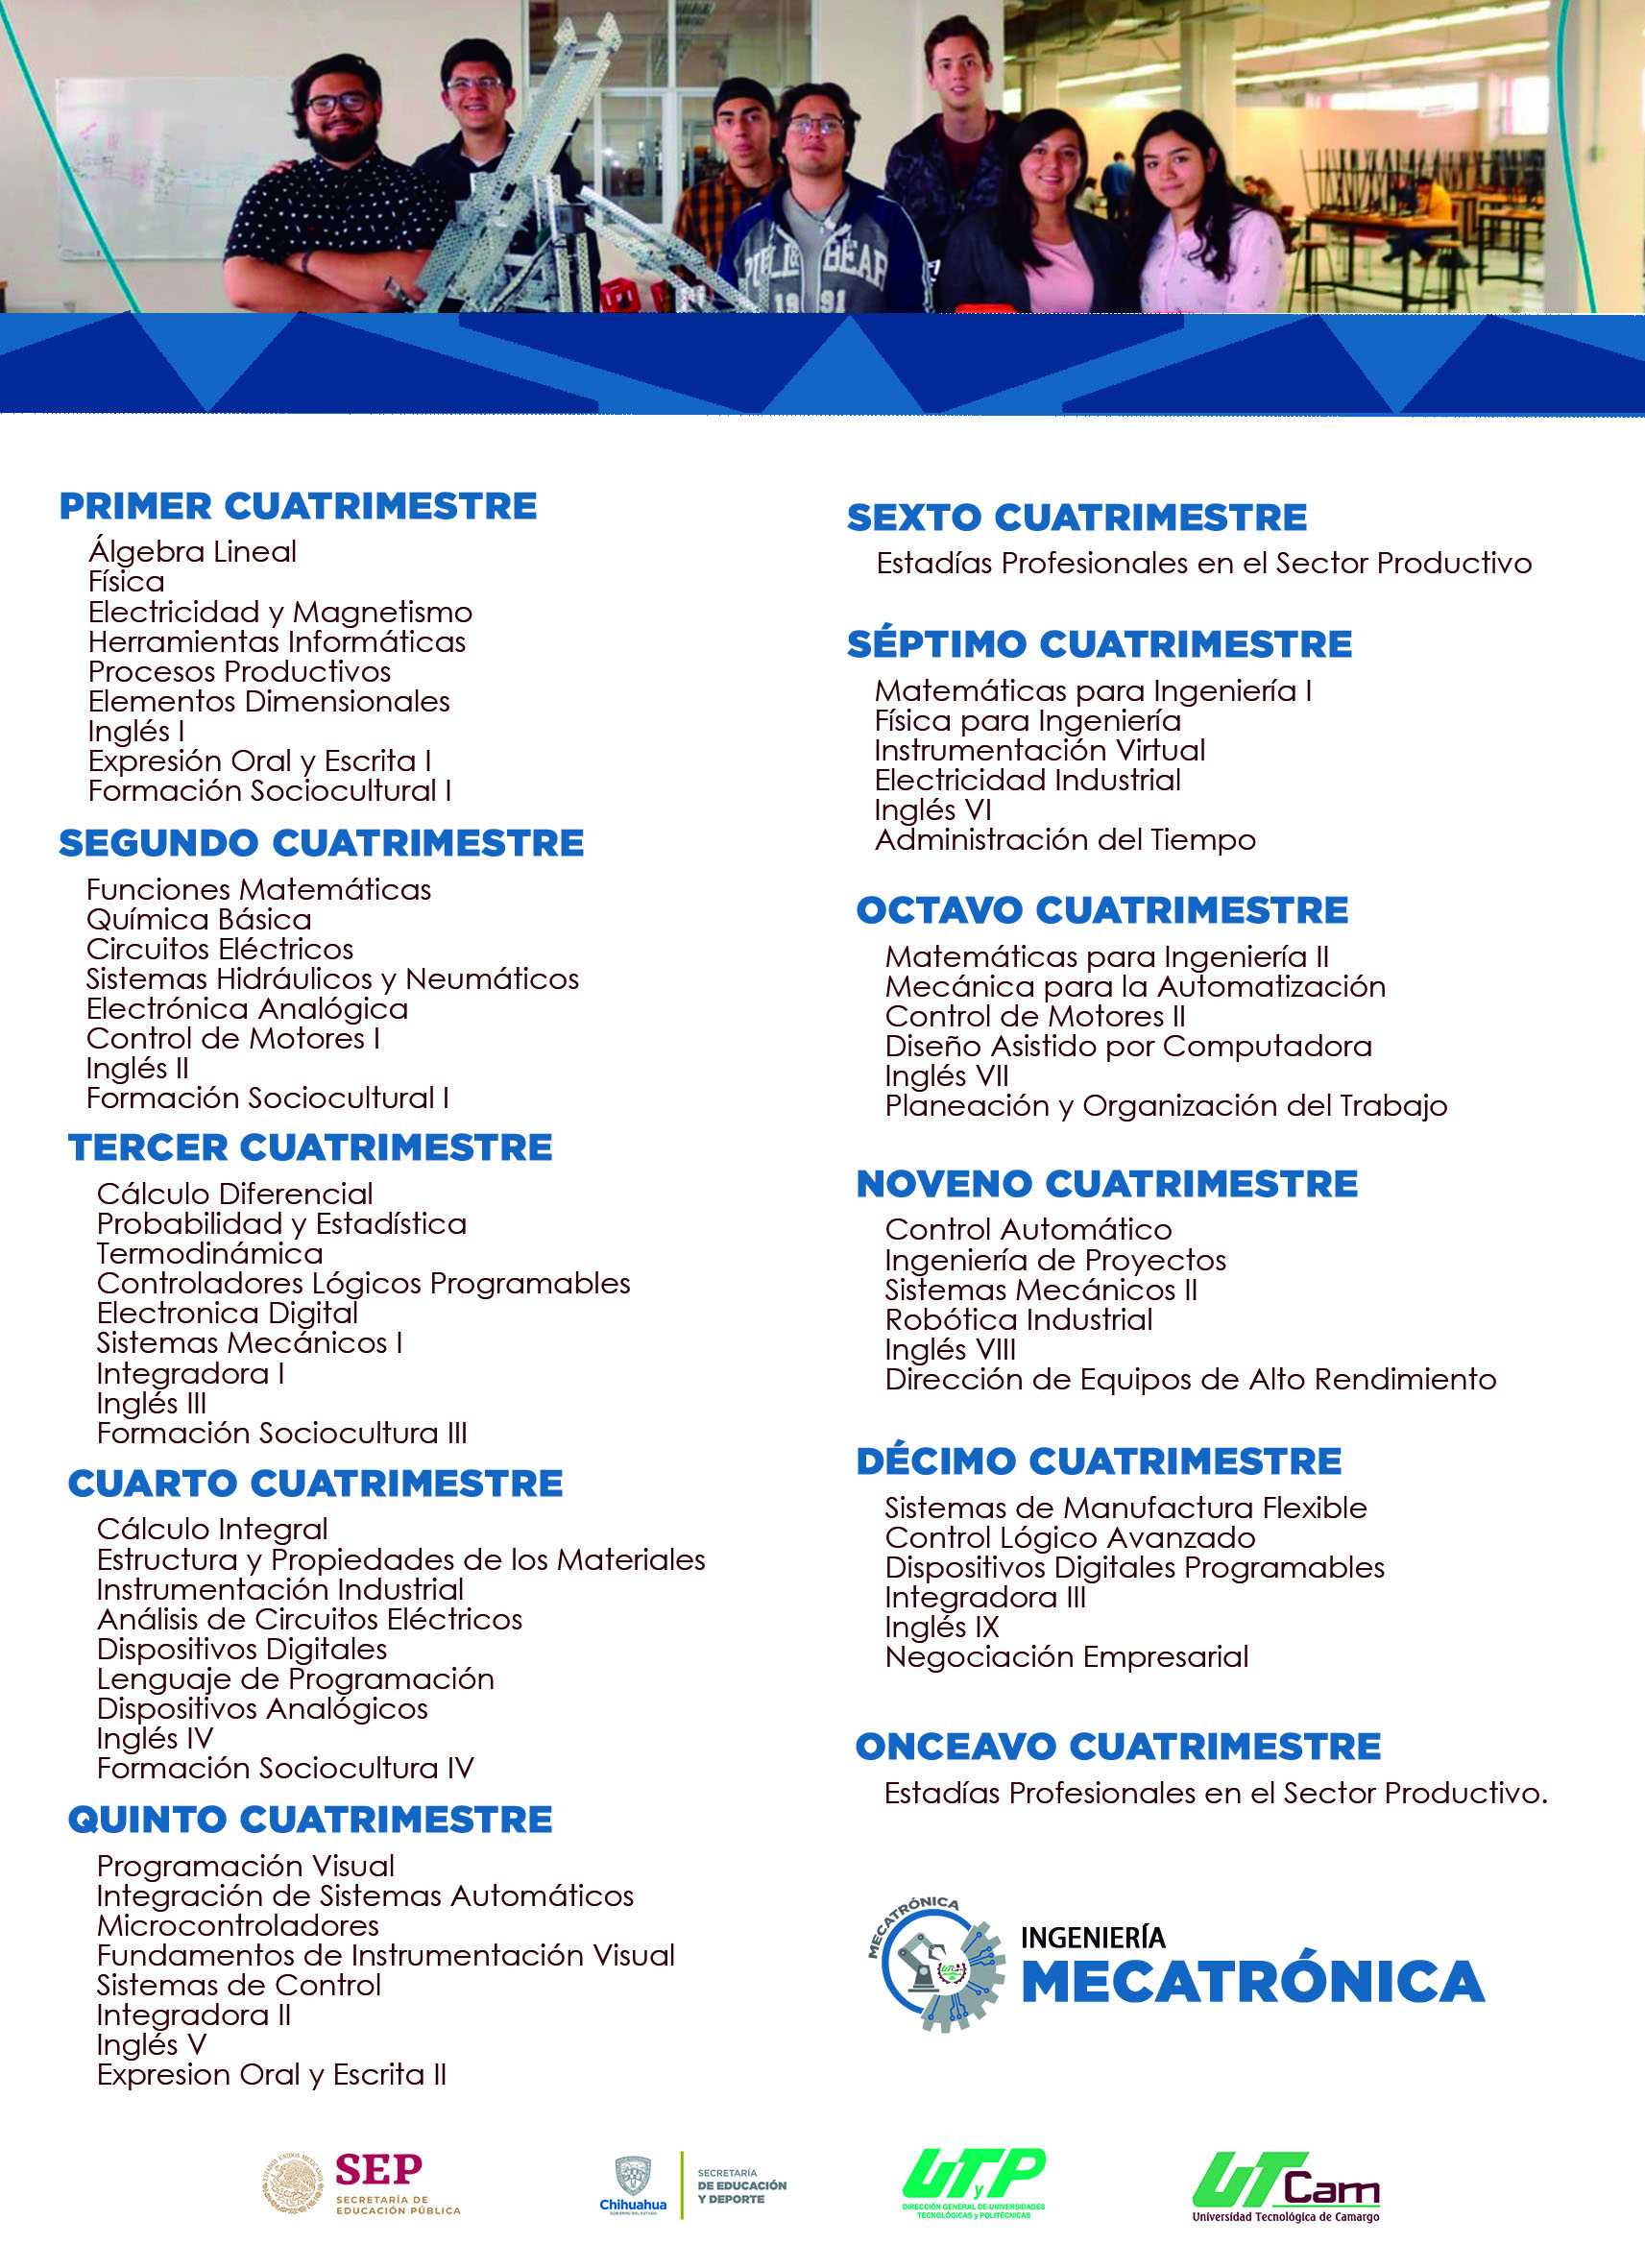 PULL& BEAR
1991
PRIMER CUATRIMESTRE
Álgebra Lineal
Física
Electricidad y Magnetismo
Herramientas Informáticas
Procesos Productivos
Elementos Dimensionales
Inglés I
Expresión Oral y Escrita I
Formación Sociocultural I
SEGUNDO CUATRIMESTRE
Funciones Matemáticas
Química Básica
Circuitos Eléctricos
Sistemas Hidráulicos y Neumáticos
Electrónica Analógica
Control de Motores I
Inglés II
Formación Sociocultural I
TERCER CUATRIMESTRE
Cálculo Diferencial
Probabilidad y Estadística
Termodinámica
Controladores Lógicos Programables
Electronica Digital
Sistemas Mecánicos I
Integradora I
Inglés III
Formación Sociocultura III
CUARTO CUATRIMESTRE
Cálculo Integral
Estructura y Propiedades de los Materiales
Instrumentación Industrial
Análisis de Circuitos Eléctricos
Dispositivos Digitales
Lenguaje de Programación
Dispositivos Analógicos
Inglés IV
Formación Sociocultura IV
QUINTO CUATRIMESTRE
Programación Visual
Integración de Sistemas Automáticos
Microcontroladores
Fundamentos de Instrumentación Visual
Sistemas de Control
Integradora II
Inglés V
Expresion Oral y Escrita II
SEXTO CUATRIMESTRE
Estadías Profesionales en el Sector Productivo
SÉPTIMO CUATRIMESTRE
Matemáticas para Ingeniería I
Física para Ingeniería
Instrumentación Virtual
Electricidad Industrial
Inglés VI
Administración del Tiempo
OCTAVO CUATRIMESTRE
Matemáticas para Ingeniería II
Mecánica para la Automatización
Control de Motores II
Diseño Asistido por Computadora
Inglés VII
Planeación y Organización del Trabajo
NOVENO CUATRIMESTRE
Control Automático
Ingeniería de Proyectos
Sistemas Mecánicos II
Robótica Industrial
Inglés VIII
Dirección de Equipos de Alto Rendimiento
DÉCIMO CUATRIMESTRE
Sistemas de Manufactura Flexible
Control Lógico Avanzado
Dispositivos Digitales Programables
Integradora III
Inglés IX
Negociación Empresarial
ONCEAVO CUATRIMESTRE
Estadías Profesionales en el Sector Productivo.
MECATRÓNICA
INGENIERÍA
MECATRÓNICA
ESTADOS UNIDOS MEXICANOS
SEP
SECRETARÍA DE
EDUCACIÓN PÚBLICA
Chihuahua
GOBIERNO DEL ESTADO
SECRETARÍA
DE EDUCACIÓN
Y DEPORTE
UTyP
DIRECCIÓN GENERAL DE UNIVERSIDADES
TECNOLÓGICAS y POLITÉCNICAS
UTCam
Universidad Tecnológica de Camargo